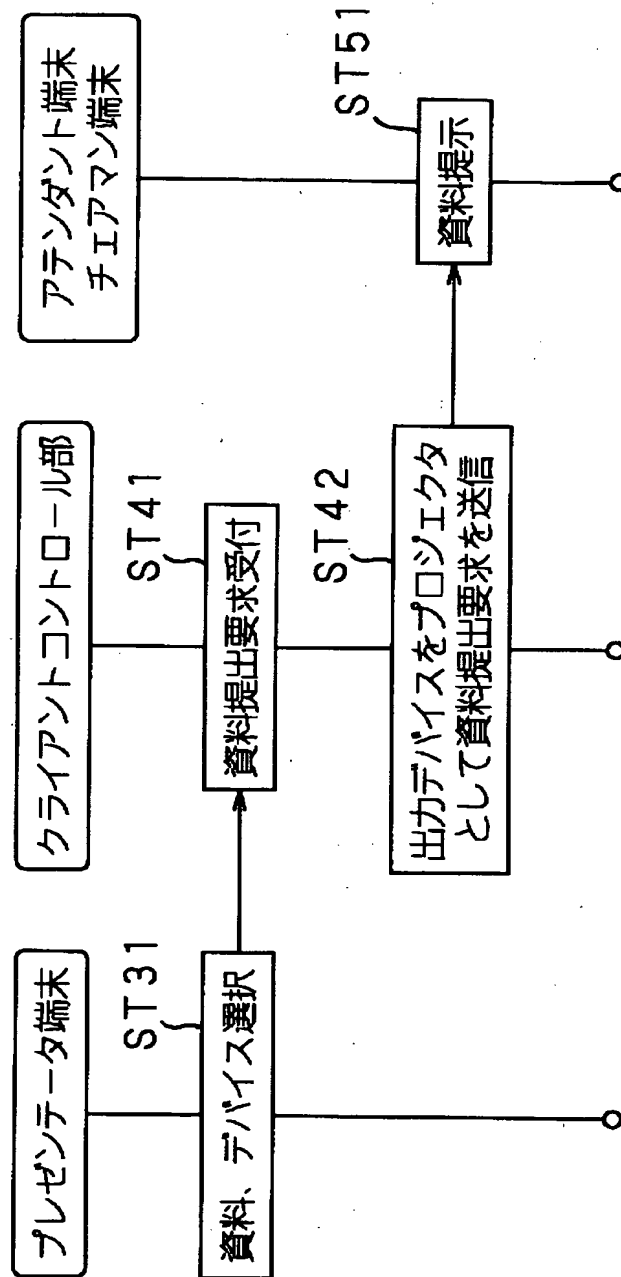 プレゼンテータ端末
クライアントコントロール部
アテンダント端末
チェアマン端末
ST31
資料、デバイス選択
ST41
資料提出要求受付
ST42
出力デバイスをプロジェクタ
として資料提出要求を送信
ST51
資料提示